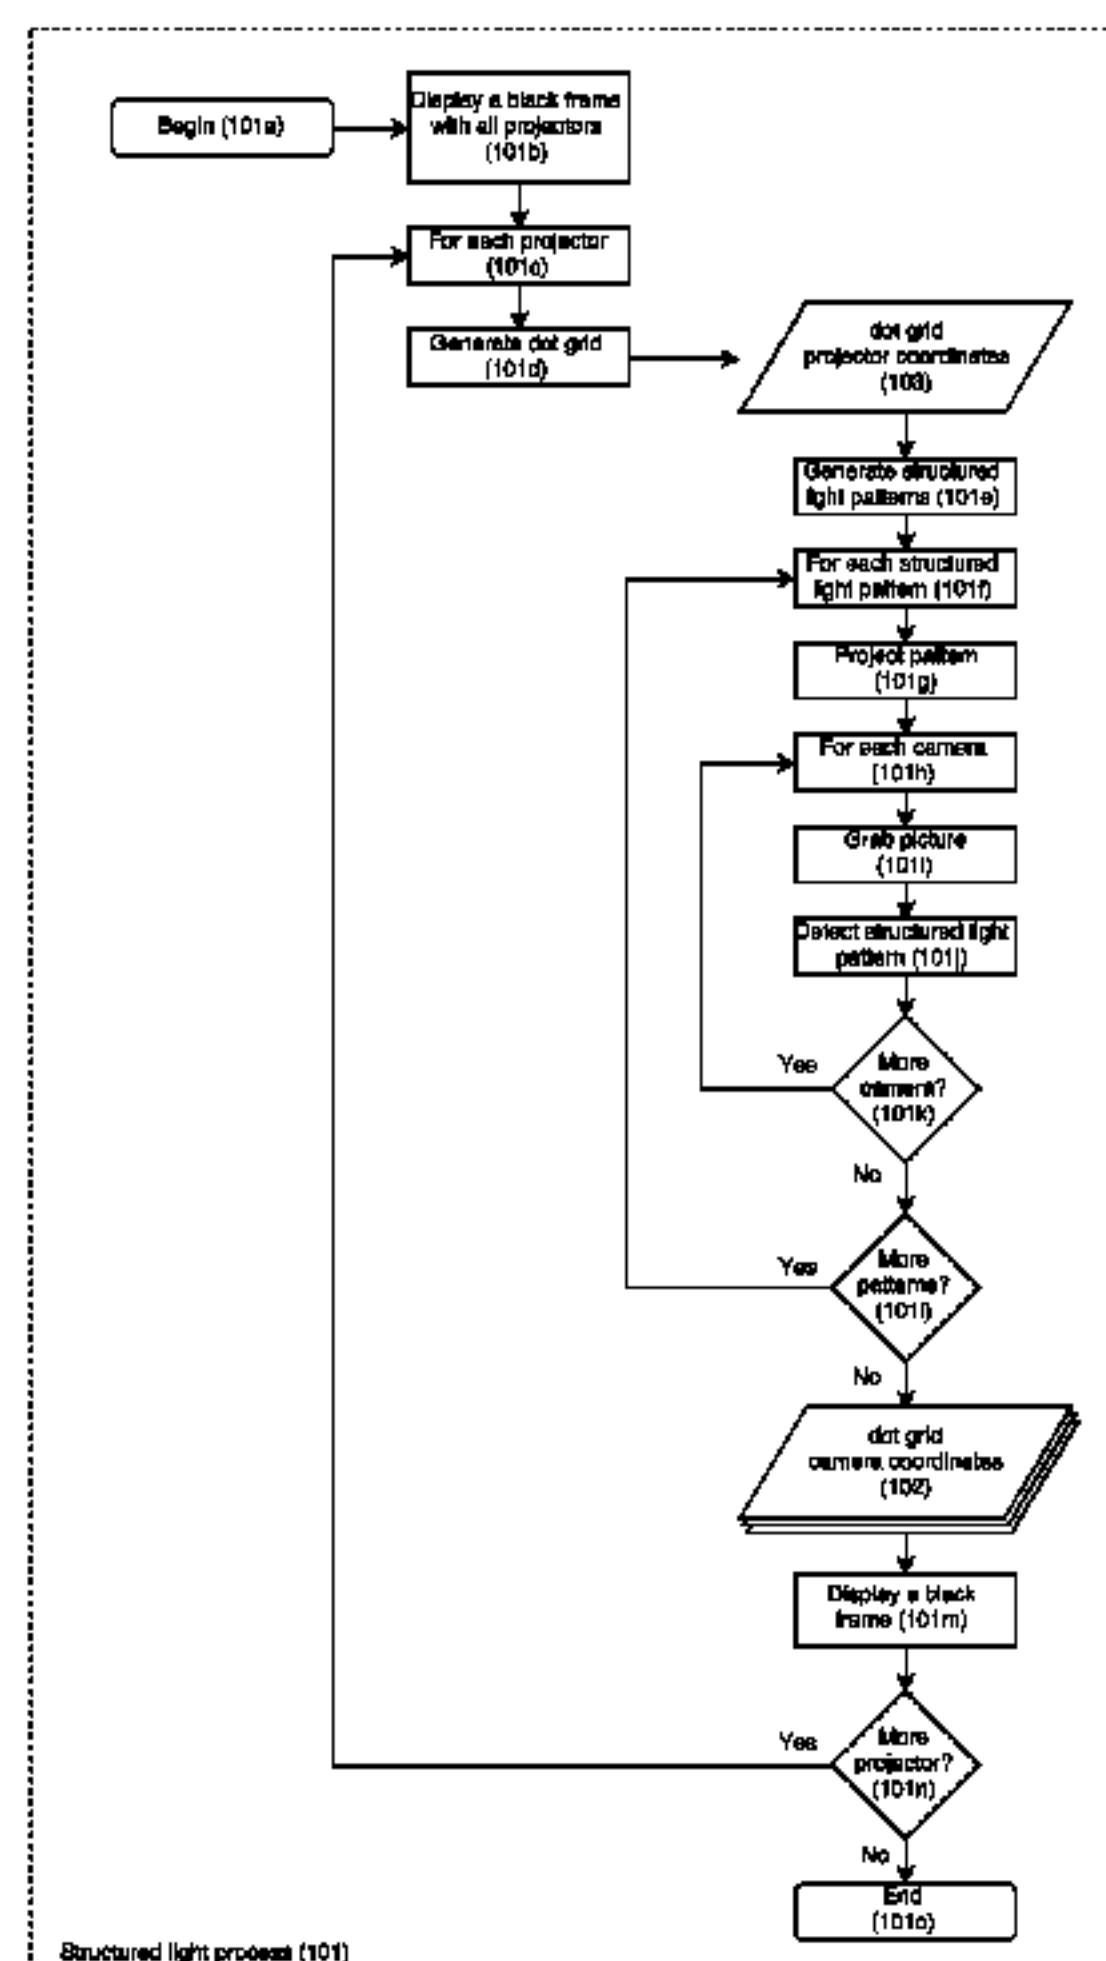 Begin (101a)
Display a black frame
with all projectors
(101b)
For each projector
(101c)
Generate dot grid
(101d)
dot grid
projector coordinates
(103)
Generate structured
light patterns (101e)
For each structured
light pattern (101f)
Project pattern
(101g)
For each camera
(101h)
Grab picture
(101i)
Detect structured light
pattern (101j)
Yes
More
(101k)
No
Yes
More
patterns?
(101l)
No
dot grid
camera coordinates
(102)
Display a black
frame (101m)
Yes
More
projector?
(101n)
No
End
(101o)
Structured light process (101)